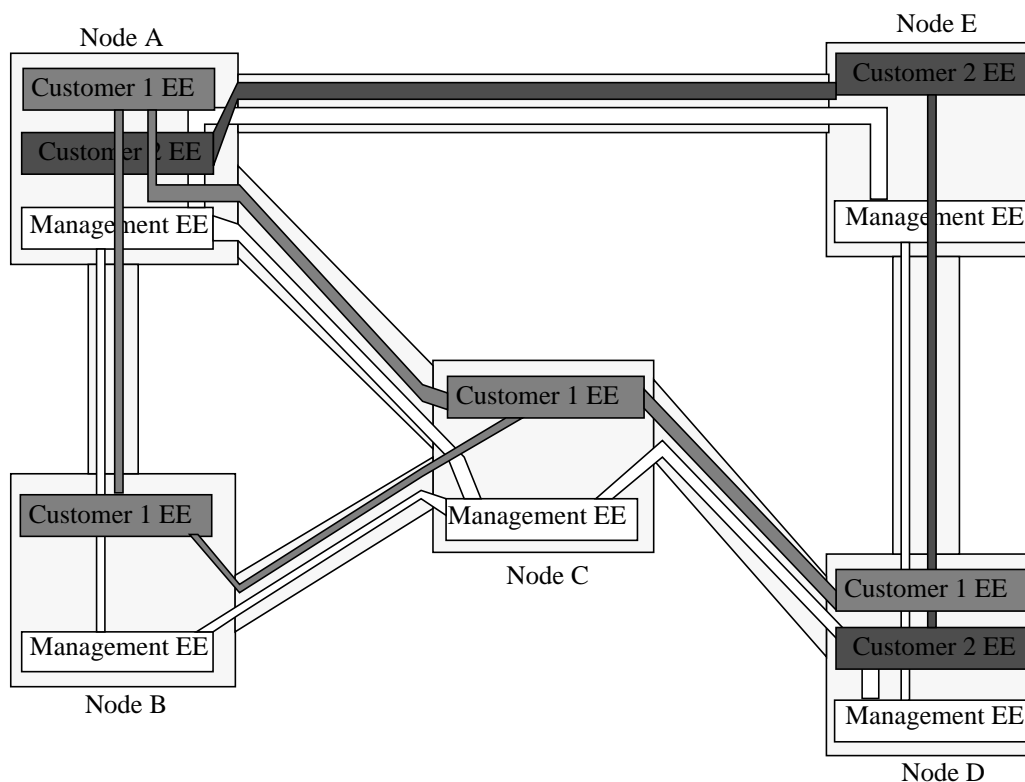 Node A
Node E
Customer 1 EE
Customer 2 EE
Customer 2 EE
Management EE
Management EE
Customer 1 EE
Customer 1 EE
Management EE
Node C
Customer 1 EE
Management EE
Customer 2 EE
Node B
Management EE
Node D